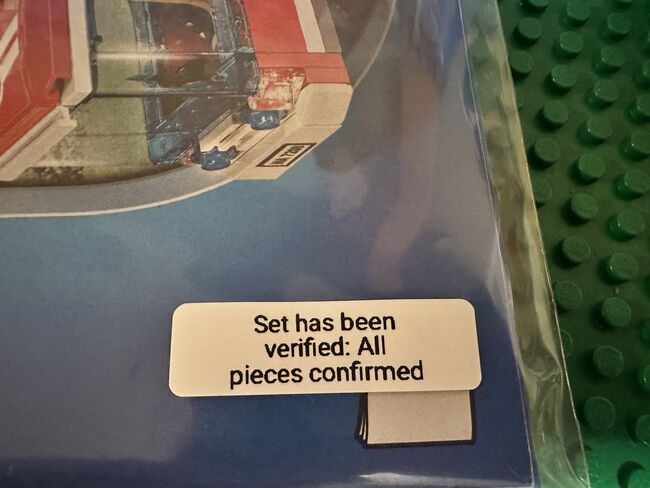 Set has been
verified: All
pieces confirmed